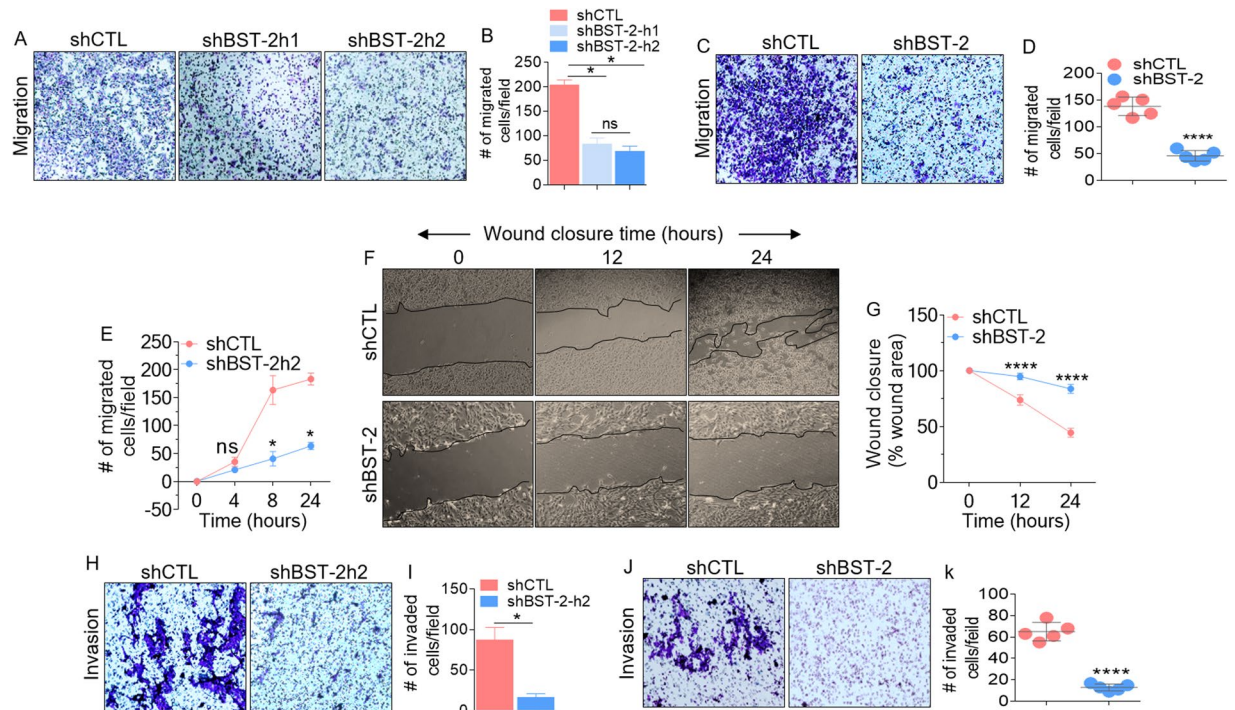 A
shCTL
shBST-2h1
shBST-2h2
Migration
B
shCTL
shBST-2-h1
shBST-2-h2
# of migrated
cells/field
250
200
150
100
50
0
*
*
ns
C
shCTL
shBST-2
Migration
D
shCTL
shBST-2
# of migrated
cells/feild
200
150
100
50
0
****
E
shCTL
shBST-2h2
# of migrated
cells/field
250
200
150
100
50
0
-50
ns
*
*
0 4 8 24
Time (hours)
Wound closure time (hours)
F
0 12 24
shCTL
shBST-2
G
shCTL
shBST-2
Wound closure
(% wound area)
150
100
50
0
****
****
0 12 24
Time (hours)
H
shCTL
shBST-2h2
Invasion
I
shCTL
shBST-2-h2
# of invaded
cells/field
150
100
50
0
*
J
shCTL
shBST-2
Invasion
k
# of invaded
cells/feild
100
80
60
40
20
0
****